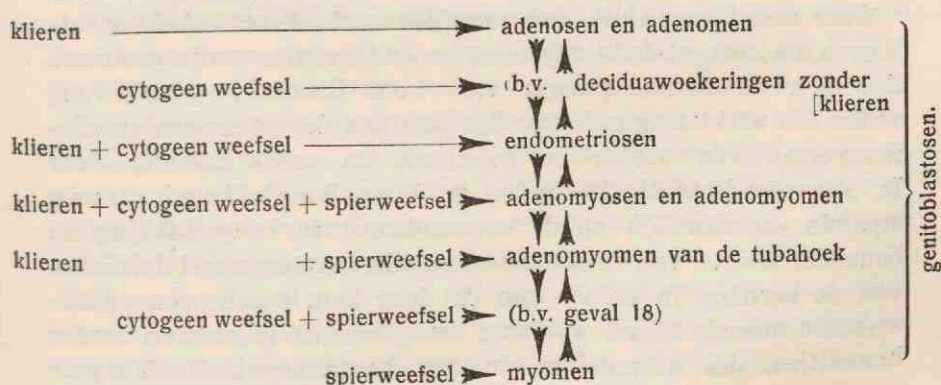 klieren adenosen en adenomen
cytogeen weefsel (b.v. deciduawoekeringen zonder
[klieren
klieren + cytogeen weefsel endometriosen
klieren + cytogeen weefsel + spierweefsel adenomyosen en adenomyomen
klieren + spierweefsel adenomyomen van de tubahoek
cytogeen weefsel + spierweefsel (b.v. geval 18)
spierweefsel myomen
genitoblastosen.